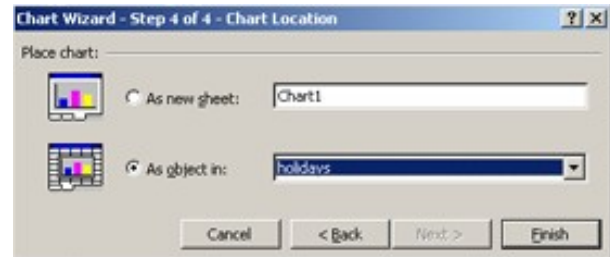 Chart Wizard - Step 4 of 4 - Chart Location
Place chart:
As new sheet: Chart1
As object in: holidays
Cancel < Back Next > Finish